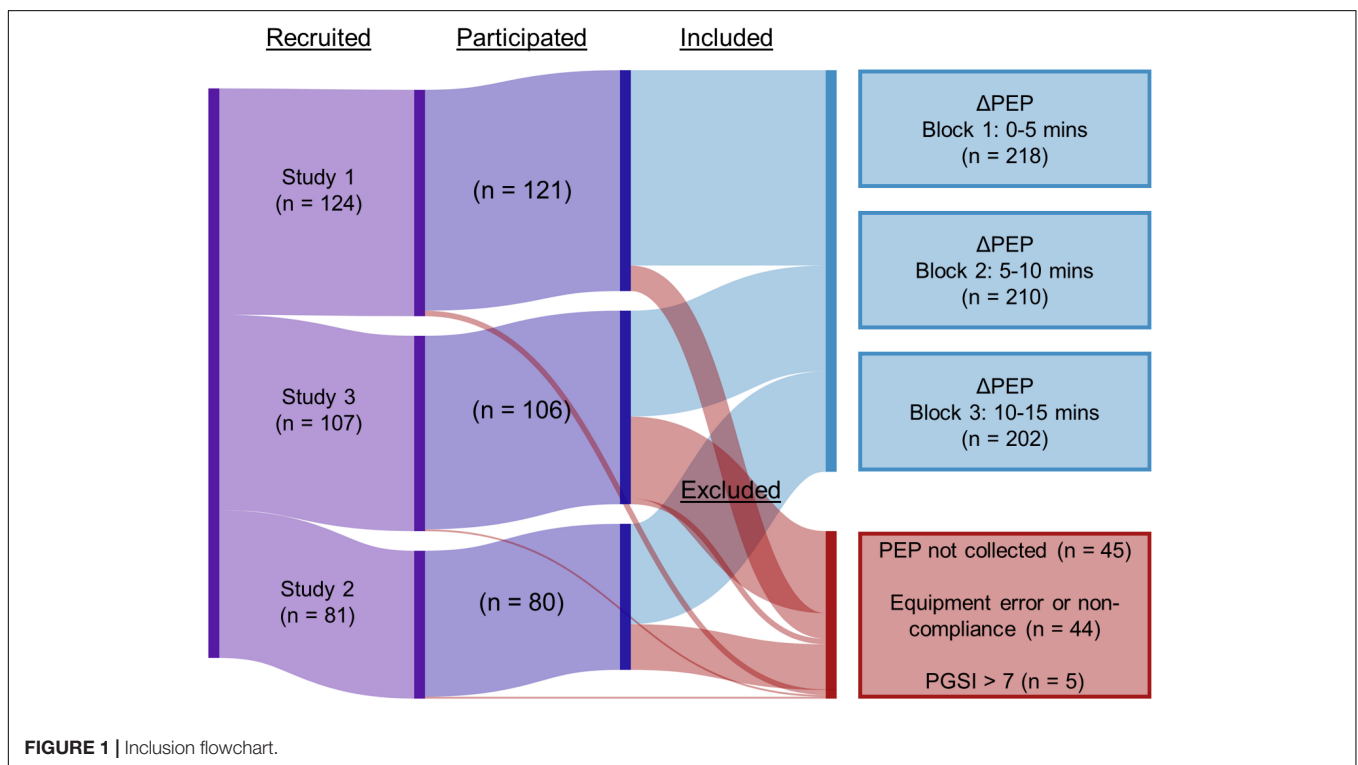 Recruited
Participated
Included
Study 1
(n = 124)
(n = 121)
Study 3
(n = 107)
(n = 106)
Study 2
(n = 81)
(n = 80)
ΔPEP
Block 1: 0-5 mins
(n = 218)
ΔPEP
Block 2: 5-10 mins
(n = 210)
ΔPEP
Block 3: 10-15 mins
(n = 202)
Excluded
PEP not collected (n = 45)
Equipment error or non-
compliance (n = 44)
PGSI > 7 (n = 5)
FIGURE 1 | Inclusion flowchart.